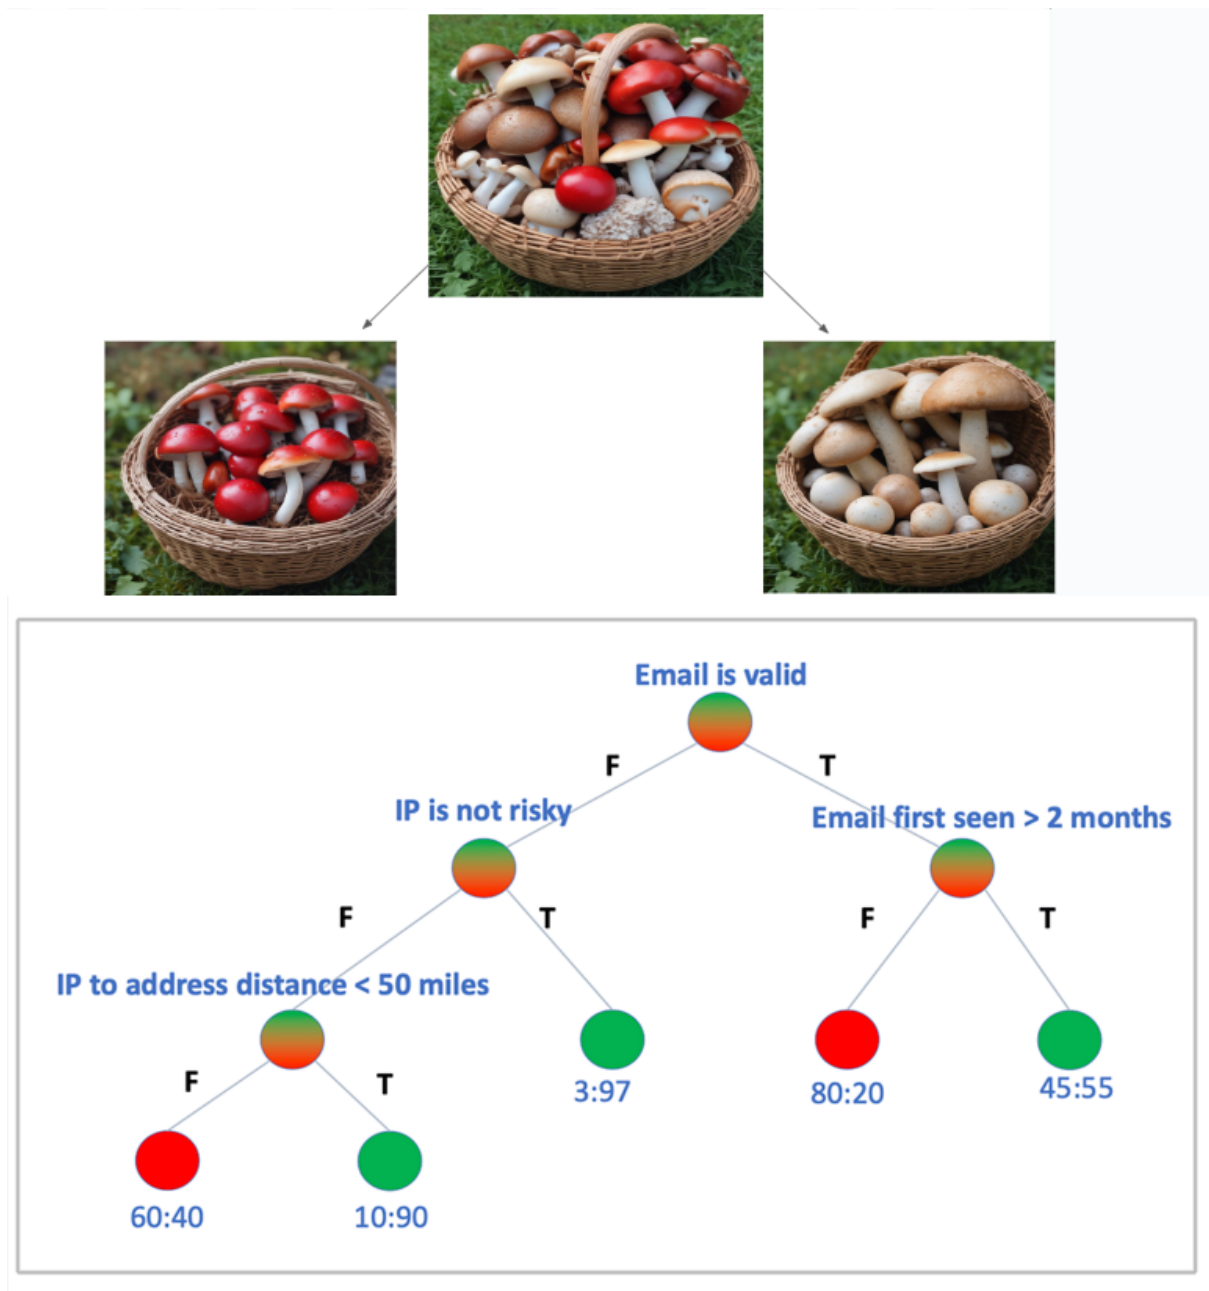 Email is valid
F
T
IP is not risky
Email first seen > 2 months
F
T
F
T
IP to address distance < 50 miles
F
T
3:97
80:20
45:55
60:40
10:90